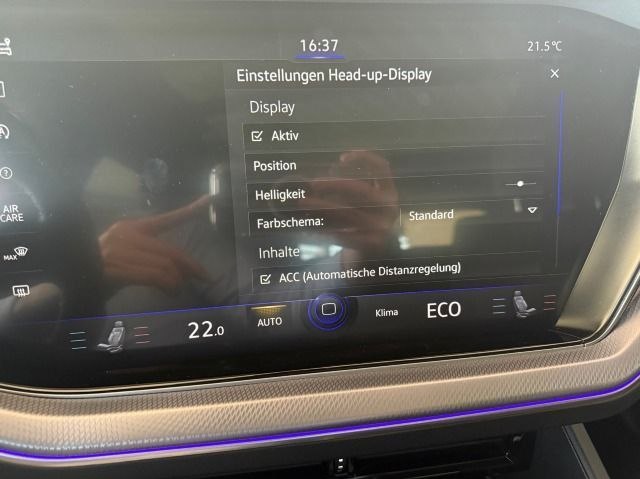 16:37
21.5°C
Einstellungen Head-up-Display
Display
Aktiv
Position
Helligkeit
Farbschema: Standard
Inhalte
ACC (Automatische Distanzregelung)
AIR
CARE
MAX
22.0
AUTO
Klima
ECO